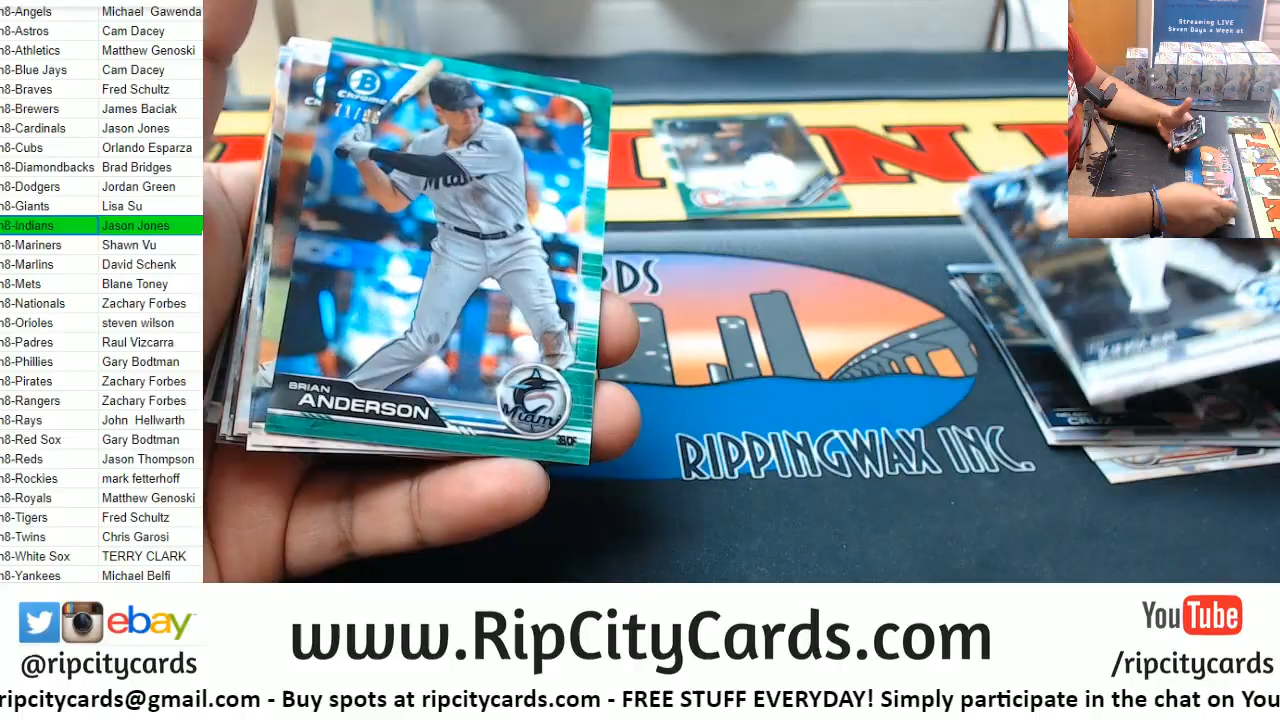 n8-Angels Michael Gawenda
n8-Astros Cam Dacey
n8-Athletics Matthew Genoski
n8-Blue Jays Cam Dacey
n8-Braves Fred Schultz
n8-Brewers James Baciak
n8-Cardinals Jason Jones
n8-Cubs Orlando Esparza
n8-Diamondbacks Brad Bridges
n8-Dodgers Jordan Green
n8-Giants Lisa Su
n8-Indians Jason Jones
n8-Mariners Shawn Vu
n8-Marlins David Schenk
n8-Mets Blane Toney
n8-Nationals Zachary Forbes
n8-Orioles steven wilson
n8-Padres Raul Vizcarra
n8-Phillies Gary Bodtman
n8-Pirates Zachary Forbes
n8-Rangers Zachary Forbes
n8-Rays John Hellwarth
n8-Red Sox Gary Bodtman
n8-Reds Jason Thompson
n8-Rockies mark fetterhoff
n8-Royals Matthew Genoski
n8-Tigers Fred Schultz
n8-Twins Chris Garosi
n8-White Sox TERRY CLARK
n8-Yankees Michael Belfi
B
Chrome
BRIAN
ANDERSON
Miami
CRUZ
RDS
RIPPINGWAX INC.
Streaming LIVE
Seven Days a Week at
ebay
@ripcitycards
www.RipCityCards.com
YouTube
/ripcitycards
ripcitycards@gmail.com - Buy spots at ripcitycards.com - FREE STUFF EVERYDAY! Simply participate in the chat on You